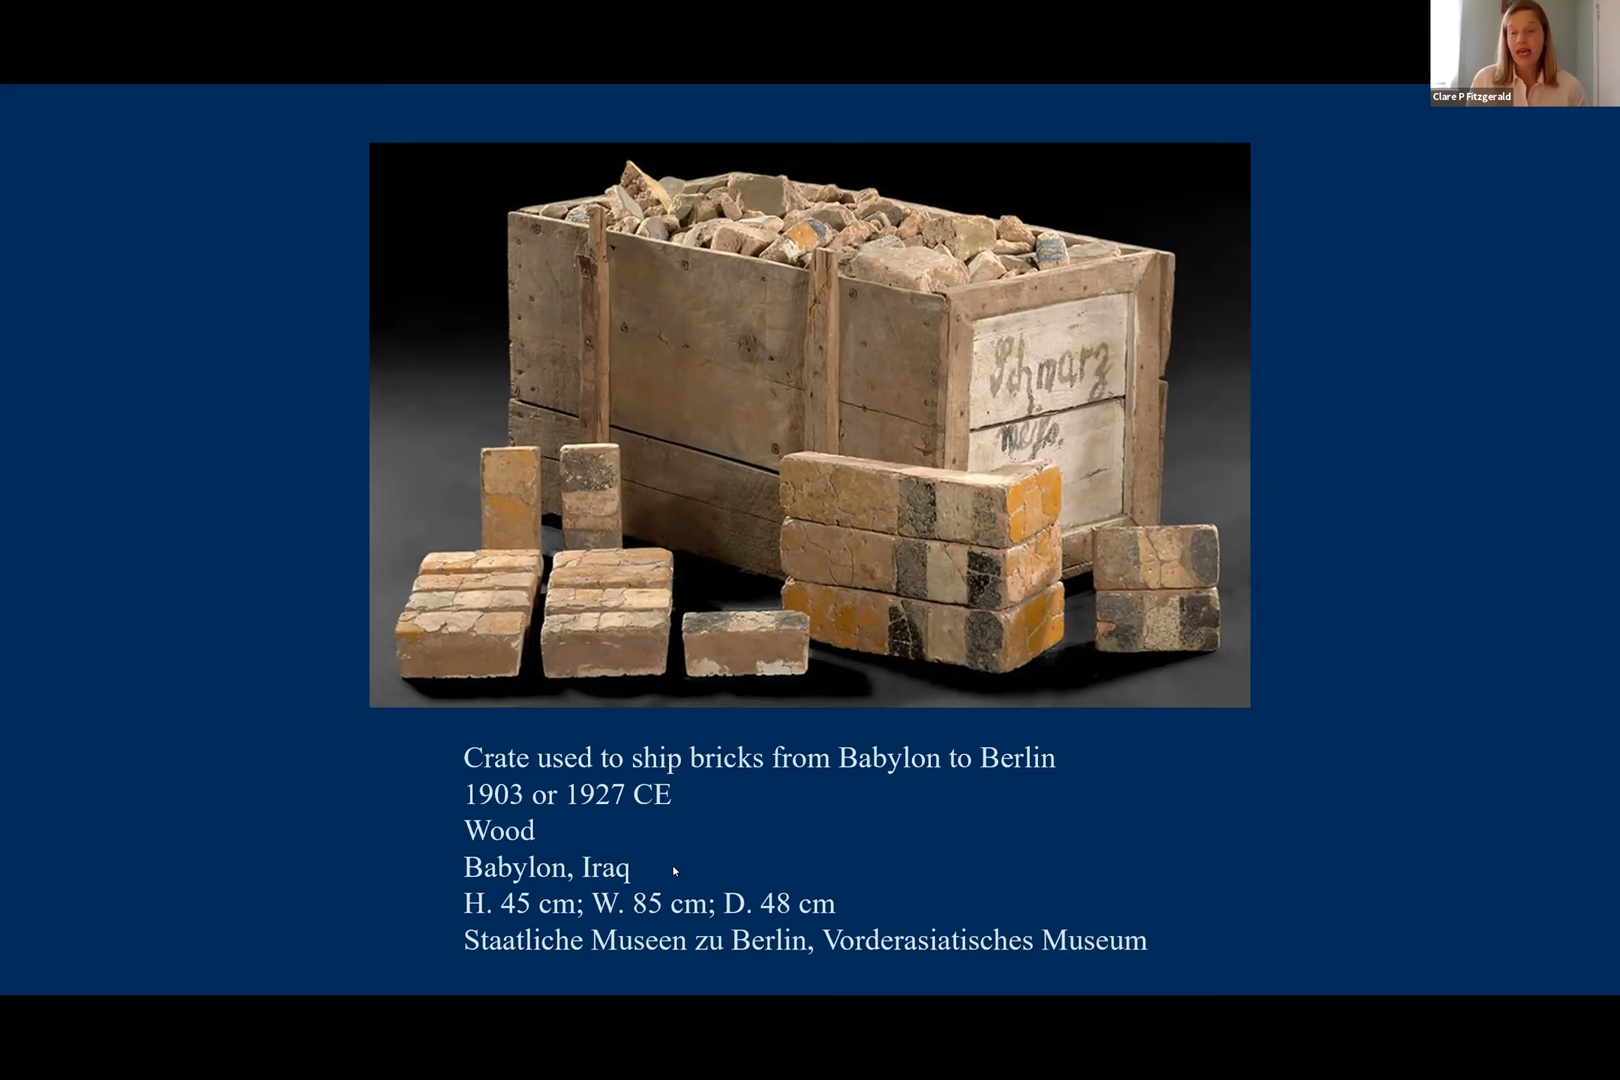 Clare P Fitzgerald
Schwarz
weiss.
Crate used to ship bricks from Babylon to Berlin
1903 or 1927 CE
Wood
Babylon, Iraq
H. 45 cm; W. 85 cm; D. 48 cm
Staatliche Museen zu Berlin, Vorderasiatisches Museum